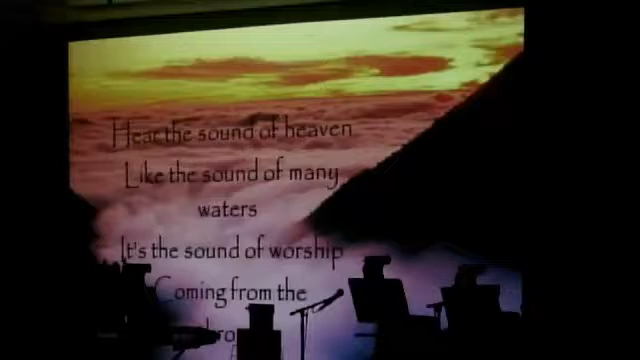 Hear the sound of heaven
Like the sound of many
waters
It's the sound of worship
Coming from the